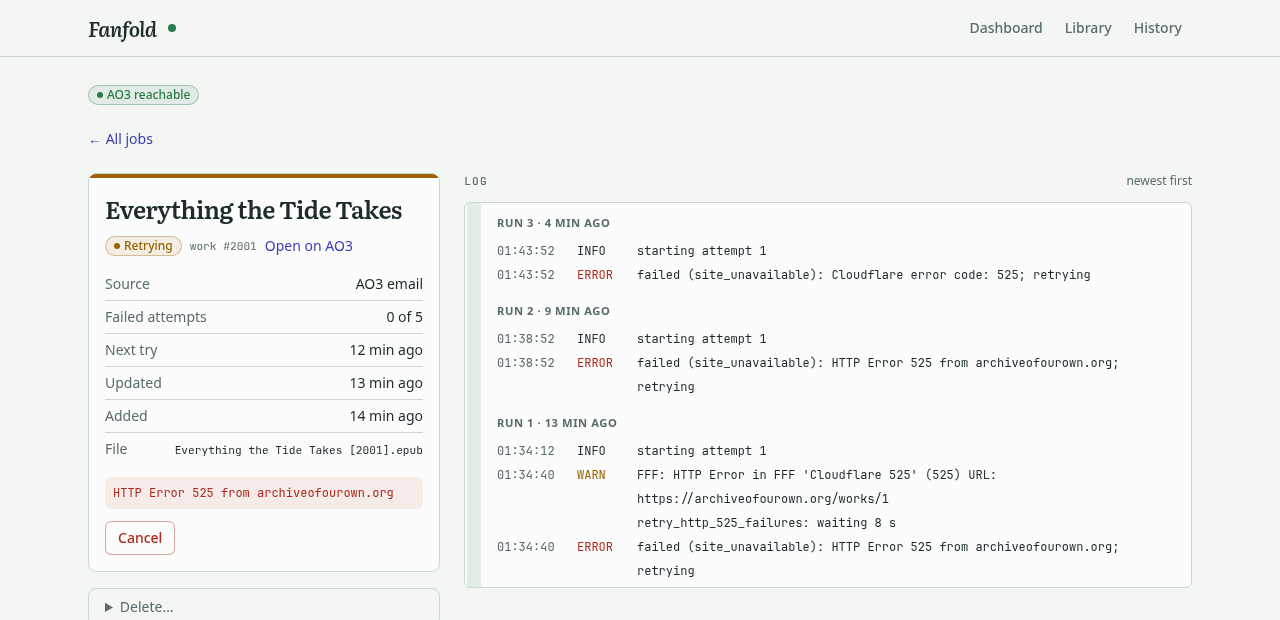 Fanfold
Dashboard Library History
AO3 reachable
← All jobs
Everything the Tide Takes
Retrying work #2001 Open on AO3
Source AO3 email
Failed attempts 0 of 5
Next try 12 min ago
Updated 13 min ago
Added 14 min ago
File Everything the Tide Takes [2001].epub
HTTP Error 525 from archiveofourown.org
Cancel
Delete…
LOG newest first
RUN 3 · 4 MIN AGO
01:43:52 INFO starting attempt 1
01:43:52 ERROR failed (site_unavailable): Cloudflare error code: 525; retrying
RUN 2 · 9 MIN AGO
01:38:52 INFO starting attempt 1
01:38:52 ERROR failed (site_unavailable): HTTP Error 525 from archiveofourown.org;
retrying
RUN 1 · 13 MIN AGO
01:34:12 INFO starting attempt 1
01:34:40 WARN FFF: HTTP Error in FFF 'Cloudflare 525' (525) URL:
https://archiveofourown.org/works/1
retry_http_525_failures: waiting 8 s
01:34:40 ERROR failed (site_unavailable): HTTP Error 525 from archiveofourown.org;
retrying